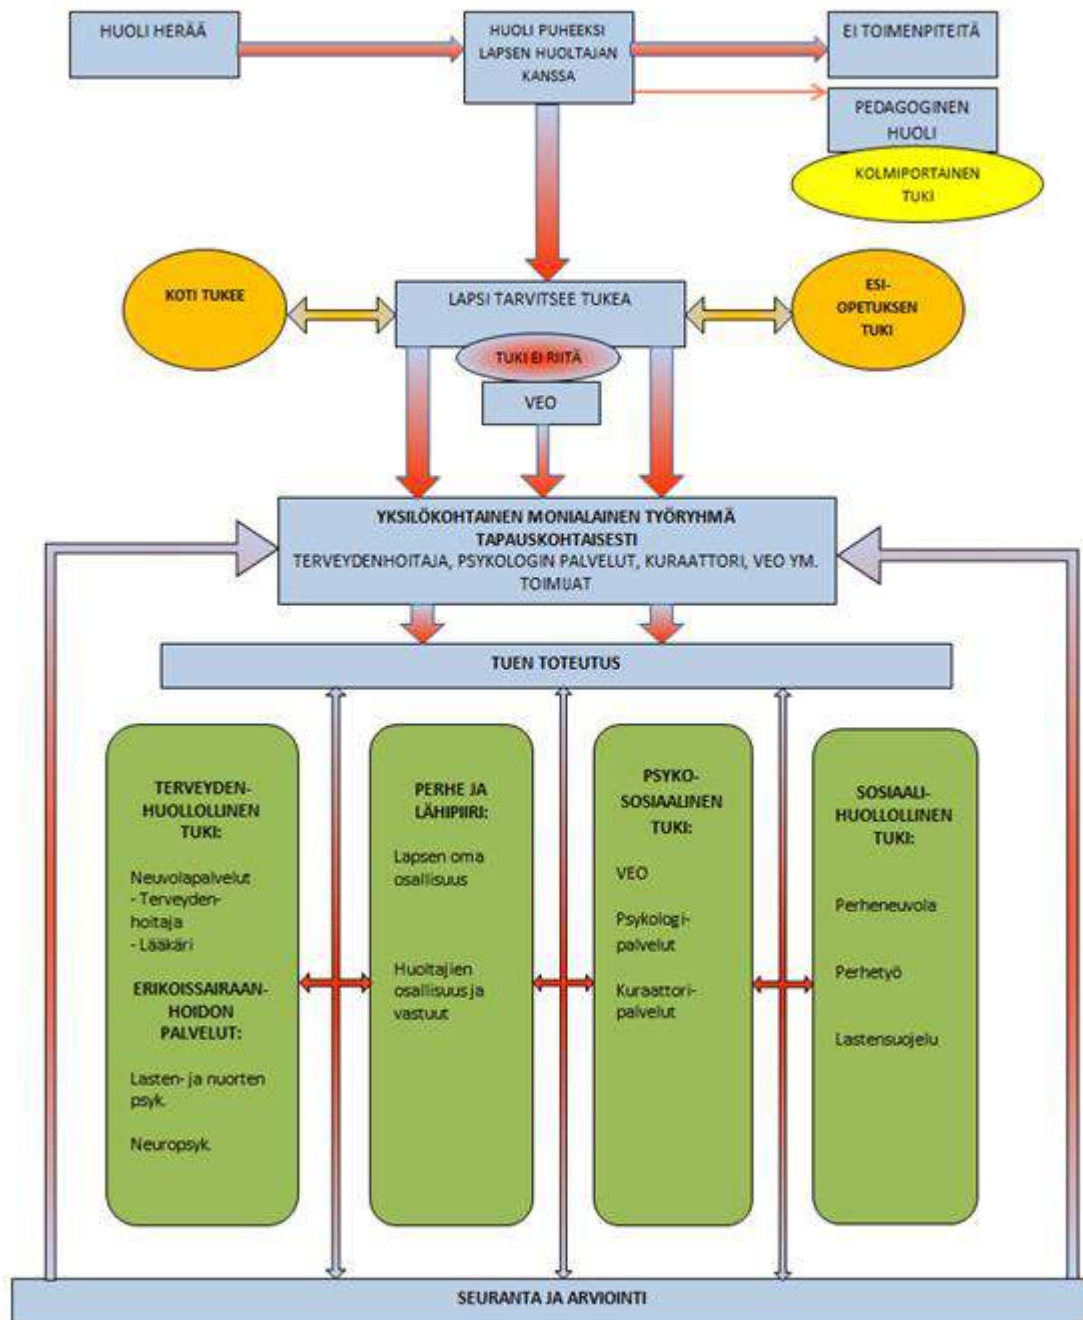 HUOLI HERÄÄ
HUOLI PUHEEKSI
LAPSEN HUOLTAJAN
KANSSA
EI TOIMENPITEITÄ
PEDAGOGINEN
HUOLI
KOLMIPORTAINEN
TUKI
KOTI TUKEE
LAPSI TARVITSEE TUKEA
ESI-
OPETUKSEN
TUKI
TUKI EI RIITÄ
VEO
YKSILÖKOHTAINEN MONIALAINEN TYÖRYHMÄ
TAPAUSKOHTAISESTI
TERVEYDENHOITAJA, PSYKOLOGIN PALVELUT, KURAATTORI, VEO YM.
TOIMIJAT
TUEN TOTEUTUS
TERVEYDEN-
HUOLLOLLINEN
TUKI:
Neuvolapalvelut
- Terveyden-
hoitaja
- Lääkäri
ERIKOISSAIRAAN-
HOIDON
PALVELUT:
Lasten- ja nuorten
psyk.
Neuropsyk.
PERHE JA
LÄHIPIIRI:
Lapsen oma
osallisuus
Huoltajien
osallisuus ja
vastuut
PSYKO-
SOSIAALINEN
TUKI:
VEO
Psykologi-
palvelut
Kuraattori-
palvelut
SOSIAALI-
HUOLLOLLINEN
TUKI:
Perheneuvola
Perhetyö
Lastensuojelu
SEURANTA JA ARVIOINTI